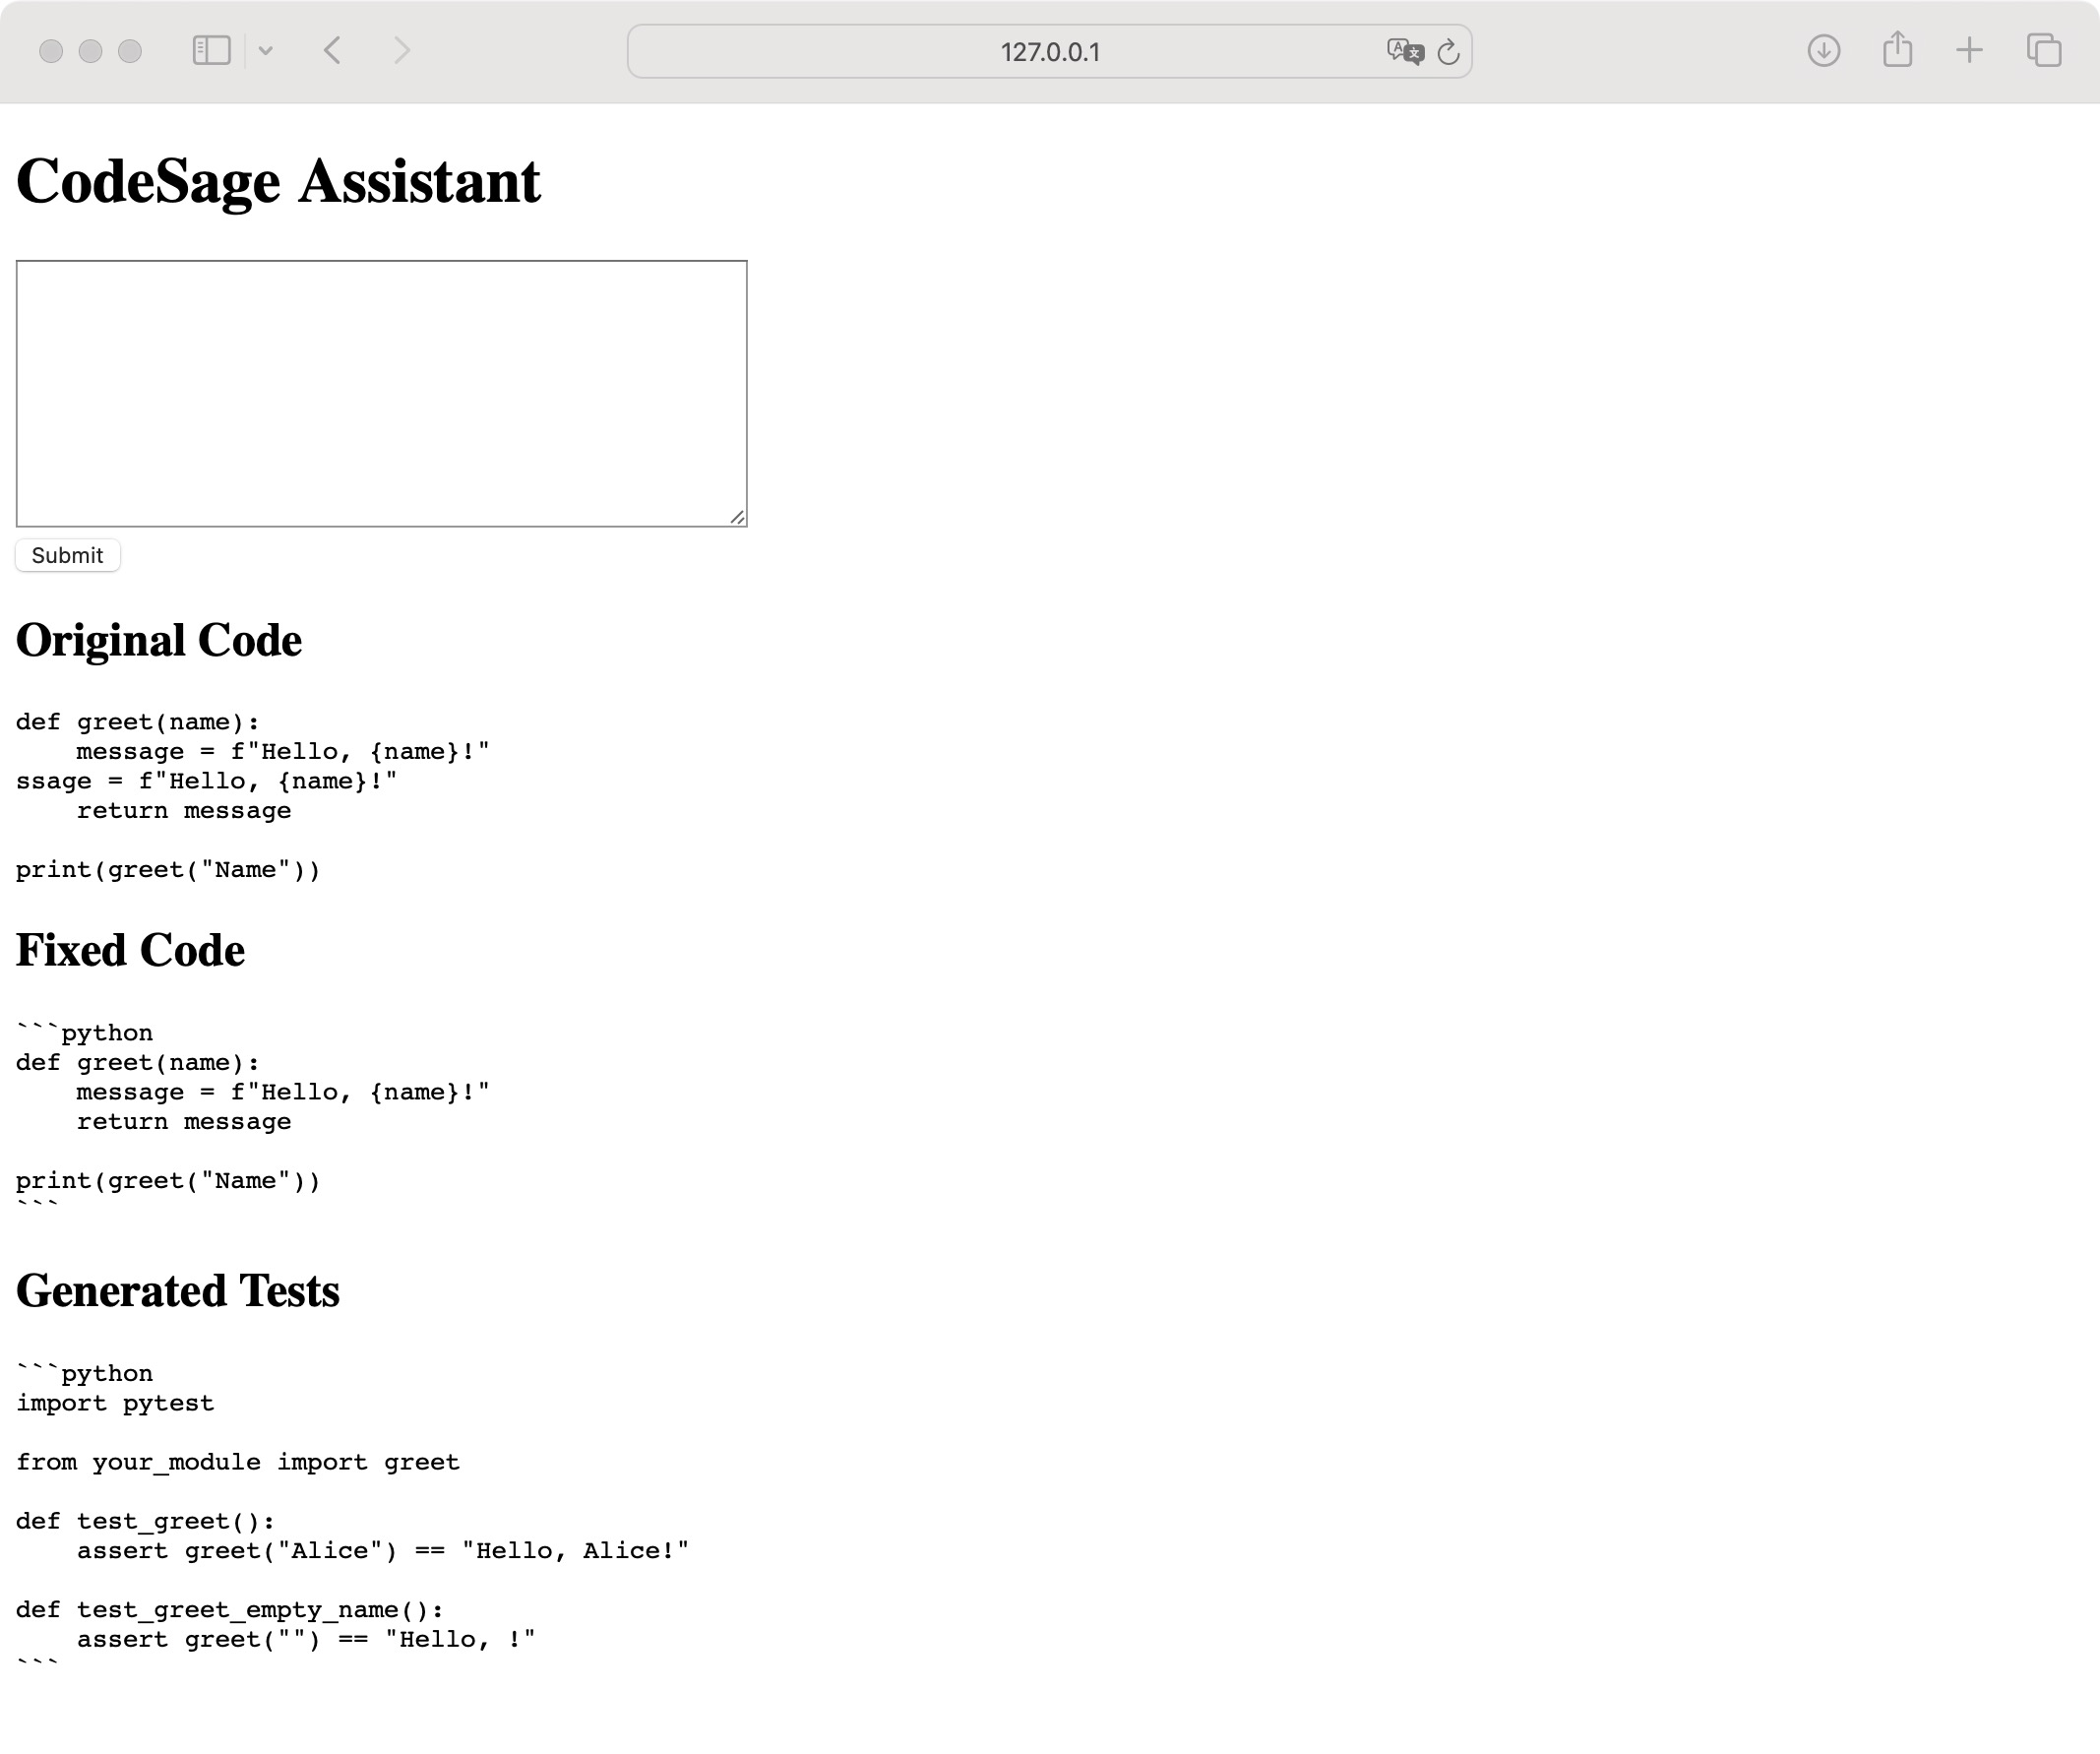 127.0.0.1
CodeSage Assistant
Submit
Original Code
def greet(name):
    message = f"Hello, {name}!"
ssage = f"Hello, {name}!"
    return message
print(greet("Name"))
Fixed Code
```python
def greet(name):
    message = f"Hello, {name}!"
    return message
print(greet("Name"))
```
Generated Tests
```python
import pytest
from your_module import greet
def test_greet():
    assert greet("Alice") == "Hello, Alice!"
def test_greet_empty_name():
    assert greet("") == "Hello, !"
```